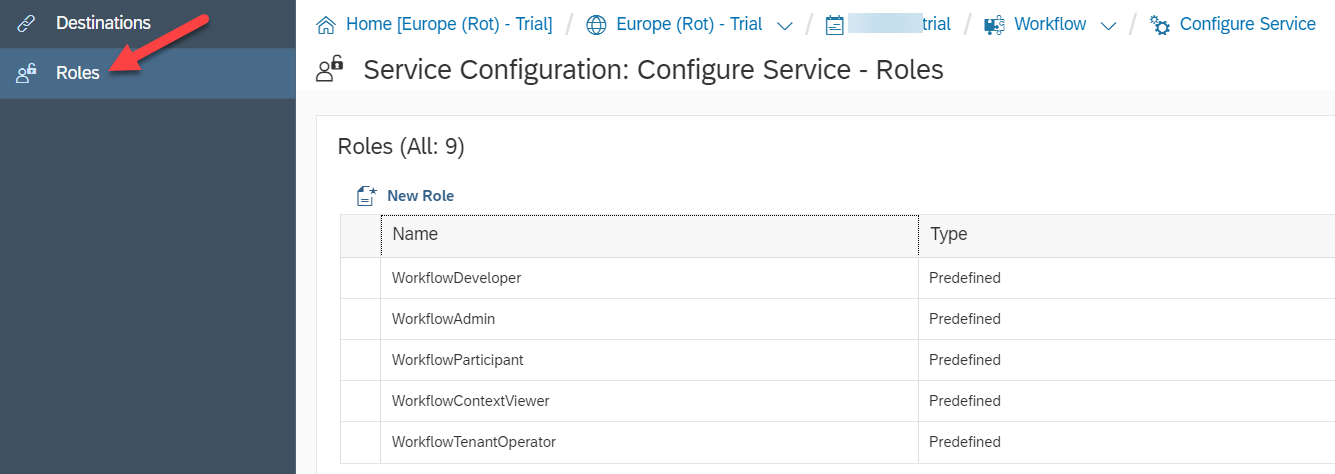 Destinations
Roles
Home [Europe (Rot) - Trial] / Europe (Rot) - Trial / trial / Workflow / Configure Service
Service Configuration: Configure Service - Roles
Roles (All: 9)
New Role
Name Type
WorkflowDeveloper Predefined
WorkflowAdmin Predefined
WorkflowParticipant Predefined
WorkflowContextViewer Predefined
WorkflowTenantOperator Predefined